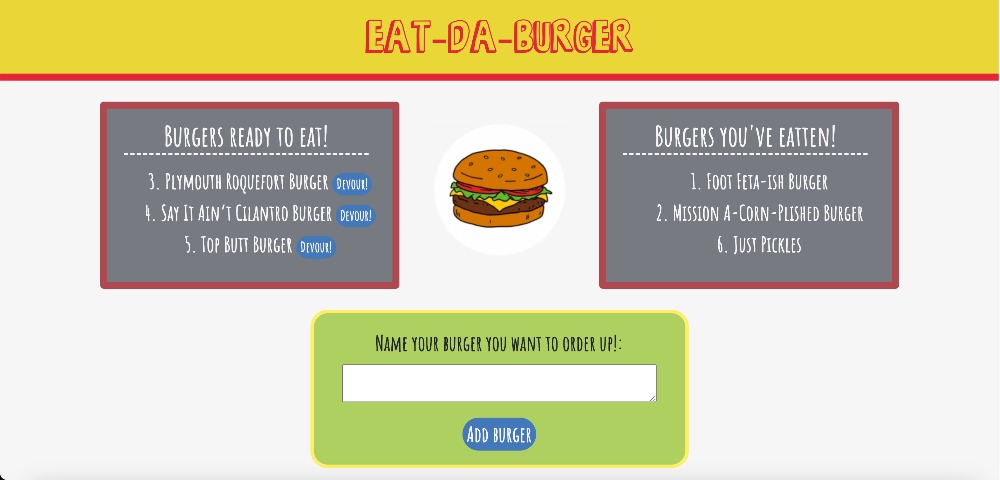 EAT-DA-BURGER
Burgers ready to eat!
3. Plymouth Roquefort Burger Devour!
4. Say It Ain't Cilantro Burger Devour!
5. Top Butt Burger Devour!
Burgers you've eatten!
1. Foot Feta-ish Burger
2. Mission A-Corn-Plished Burger
6. Just Pickles
Name your burger you want to order up!:
Add burger